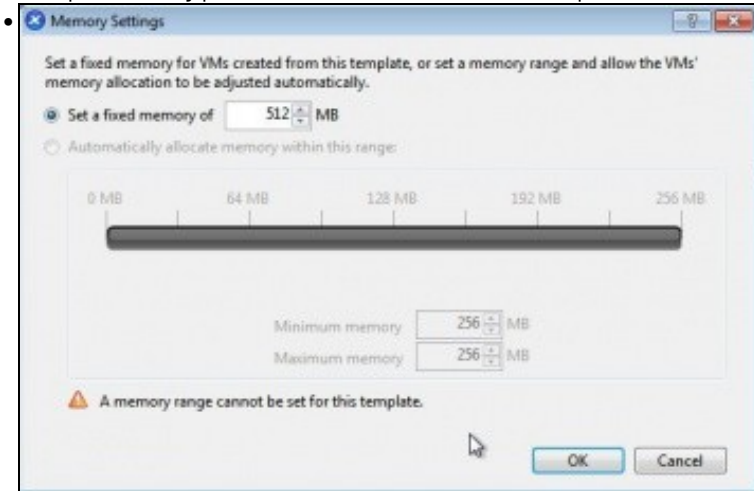 Memory Settings
Set a fixed memory for VMs created from this template, or set a memory range and allow the VMs'
memory allocation to be adjusted automatically.
Set a fixed memory of 512 MB
Automatically allocate memory within this range:
0 MB 64 MB 128 MB 192 MB 256 MB
Minimum memory 256 MB
Maximum memory 256 MB
A memory range cannot be set for this template.
OK Cancel